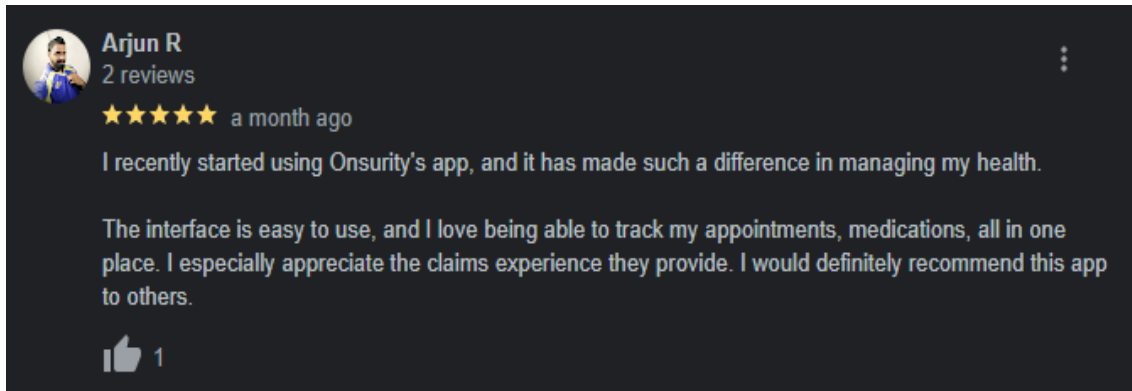 Arjun R
2 reviews
a month ago
I recently started using Onsurity's app, and it has made such a difference in managing my health.
The interface is easy to use, and I love being able to track my appointments, medications, all in one
place. I especially appreciate the claims experience they provide. I would definitely recommend this app
to others.
1